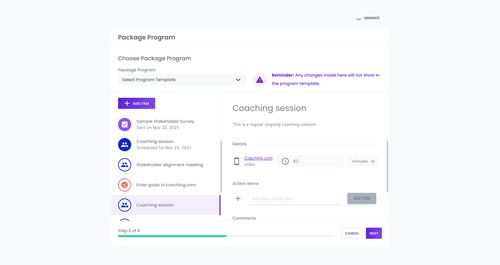 MINIMISE
Package Program
Choose Package Program
Package Program
Select Program Template
Reminder: Any changes made here will not show in
the program template.
ADD ITEM
Sample Stakeholder Survey
Sent on Nov 22, 2021
Coaching session
Scheduled for Nov 25, 2021
Stakeholder alignment meeting
Enter goals in coaching.com
Coaching session
Coaching session
This is a regular ongoing coaching session.
Details
Coaching.com
video
60
minutes
Action items
Add new action item
ADD ITEM
Comments
Step 2 of 4
CANCEL
NEXT